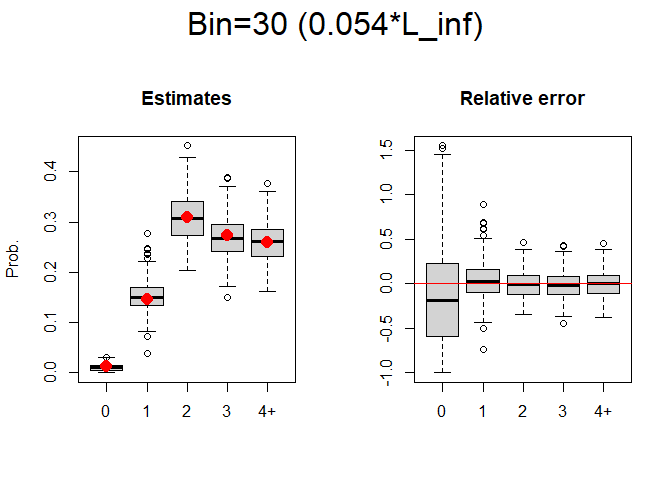 Bin=30 (0.054*L_inf)
Estimates
Prob.
0.0
0.1
0.2
0.3
0.4
0 1 2 3 4+
Relative error
-1.0
-0.5
0.0
0.5
1.0
1.5
0 1 2 3 4+